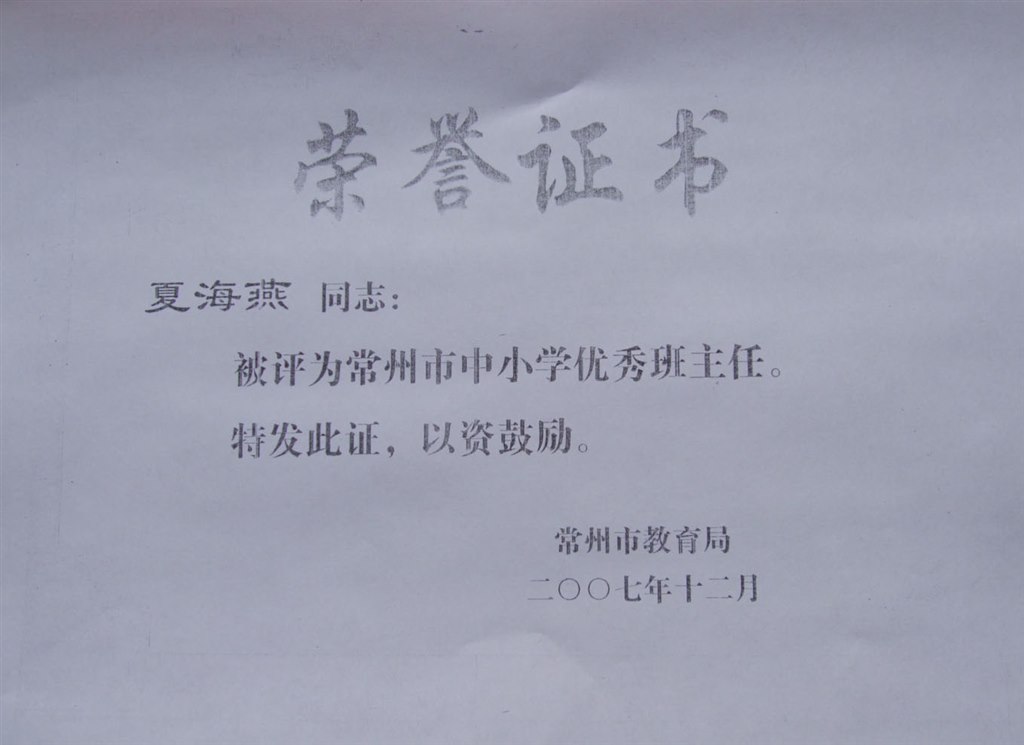 荣誉证书
夏海燕 同志：
被评为常州市中小学优秀班主任。
特发此证，以资鼓励。
常州市教育局
二〇〇七年十二月